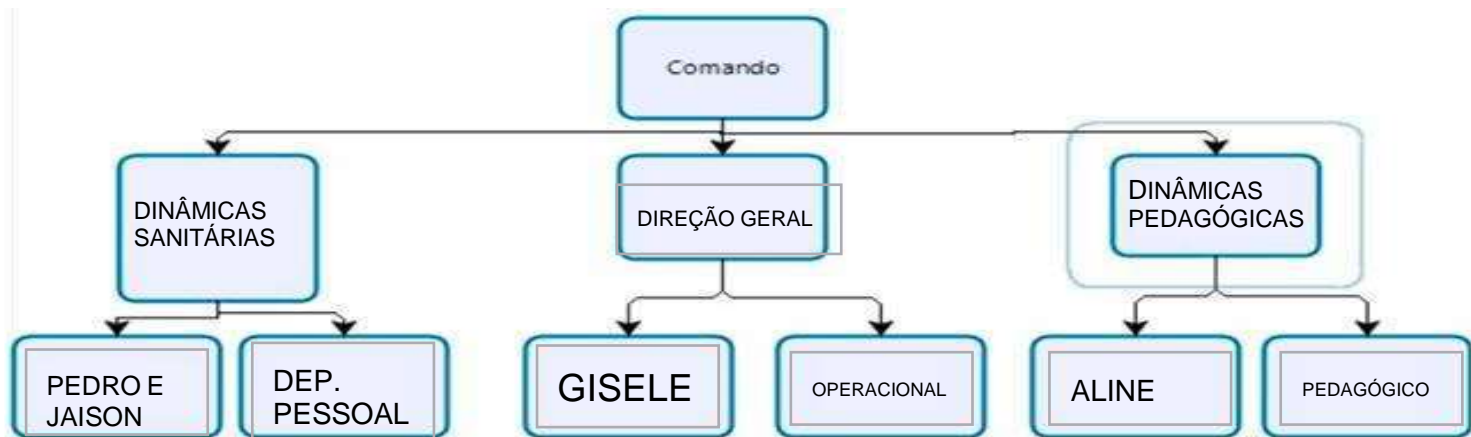 Comando
DINÂMICAS
SANITÁRIAS
DIREÇÃO GERAL
DINÂMICAS
PEDAGÓGICAS
PEDRO E
JAISON
DEP.
PESSOAL
GISELE
OPERACIONAL
ALINE
PEDAGÓGICO